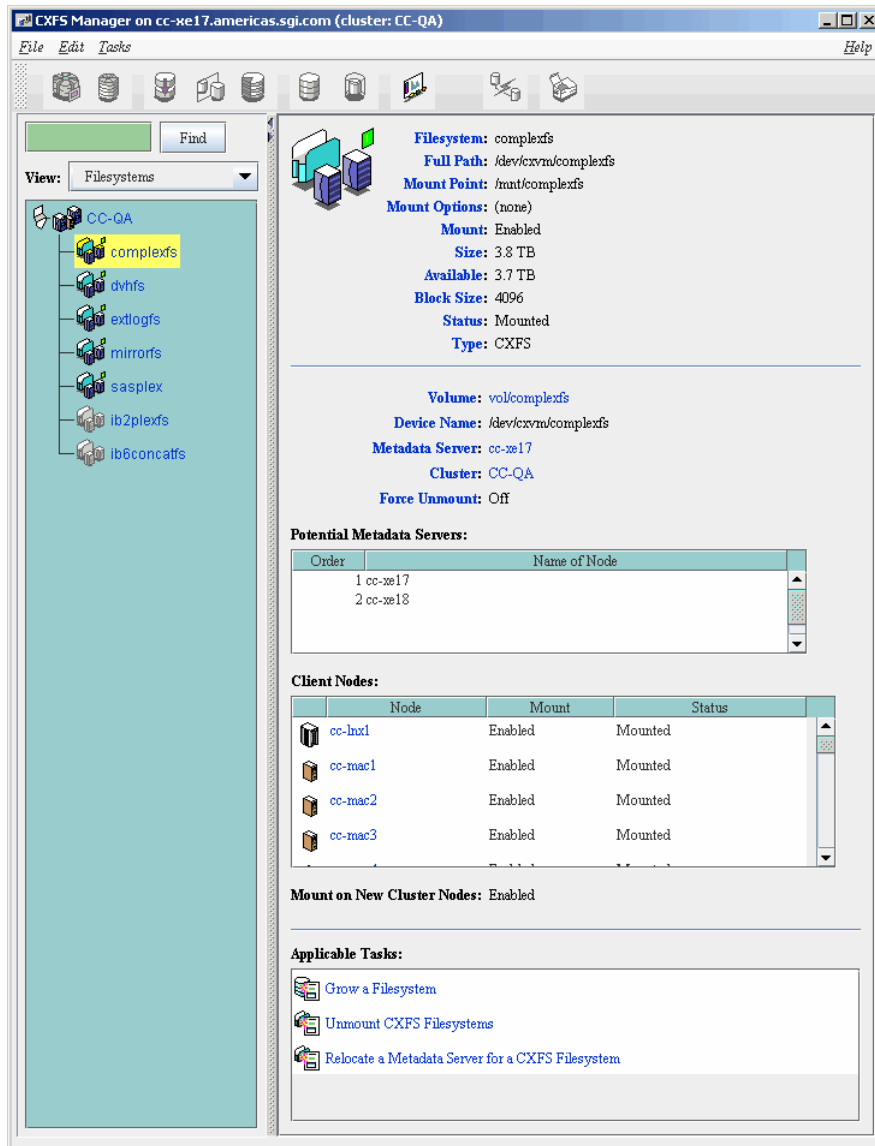 CXFS Manager on cc-xe17.americas.sgi.com (cluster: CC-QA)
File Edit Tasks Help
Find
View: Filesystems
CC-QA
complexfs
dvhfs
extlogfs
mirrorfs
sasplex
ib2plexfs
ib6concatfs
Filesystem: complexfs
Full Path: /dev/cxvm/complexfs
Mount Point: /mnt/complexfs
Mount Options: (none)
Mount: Enabled
Size: 3.8 TB
Available: 3.7 TB
Block Size: 4096
Status: Mounted
Type: CXFS
Volume: vol/complexfs
Device Name: /dev/cxvm/complexfs
Metadata Server: cc-xe17
Cluster: CC-QA
Force Unmount: Off
Potential Metadata Servers:
Order Name of Node
1 cc-xe17
2 cc-xe18
Client Nodes:
Node Mount Status
cc-lnx1 Enabled Mounted
cc-mac1 Enabled Mounted
cc-mac2 Enabled Mounted
cc-mac3 Enabled Mounted
Mount on New Cluster Nodes: Enabled
Applicable Tasks:
Grow a Filesystem
Unmount CXFS Filesystems
Relocate a Metadata Server for a CXFS Filesystem